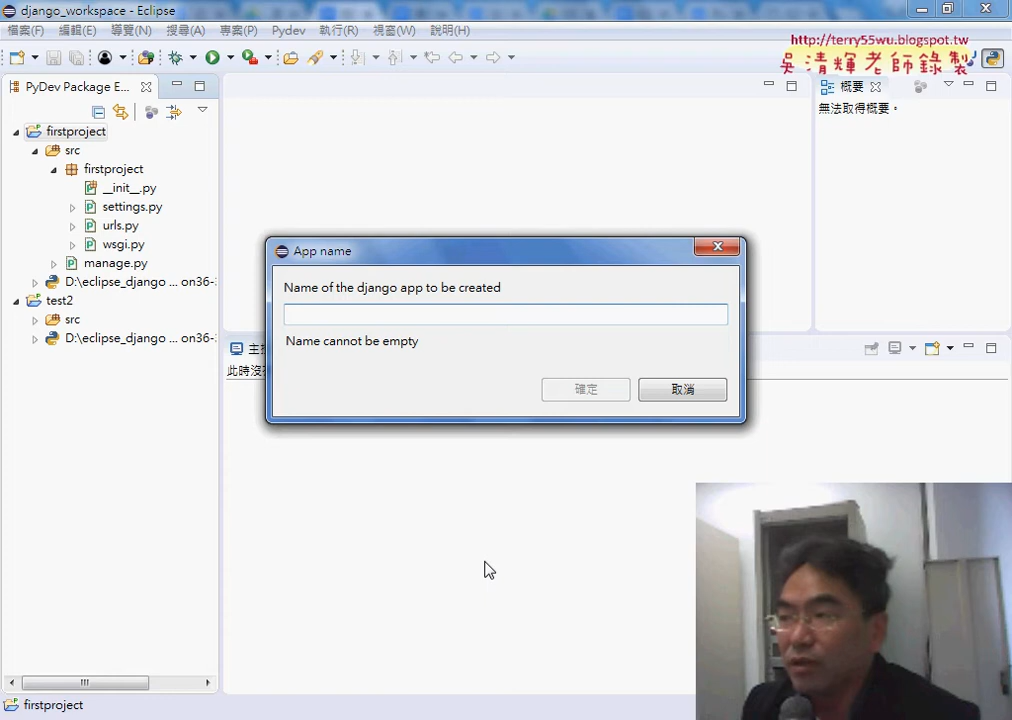 django_workspace - Eclipse
檔案(F) 編輯(E) 導覽(N) 搜尋(A) 專案(P) Pydev 執行(R) 視窗(W) 說明(H)
http://terry55wu.blogspot.tw
吳清輝老師錄製
PyDev Package E...
概要
無法取得概要。
firstproject
src
firstproject
__init__.py
settings.py
urls.py
wsgi.py
manage.py
D:\eclipse_django ... on36-
test2
src
D:\eclipse_django ... on36-
App name
Name of the django app to be created
Name cannot be empty
確定 取消
此時沒
firstproject